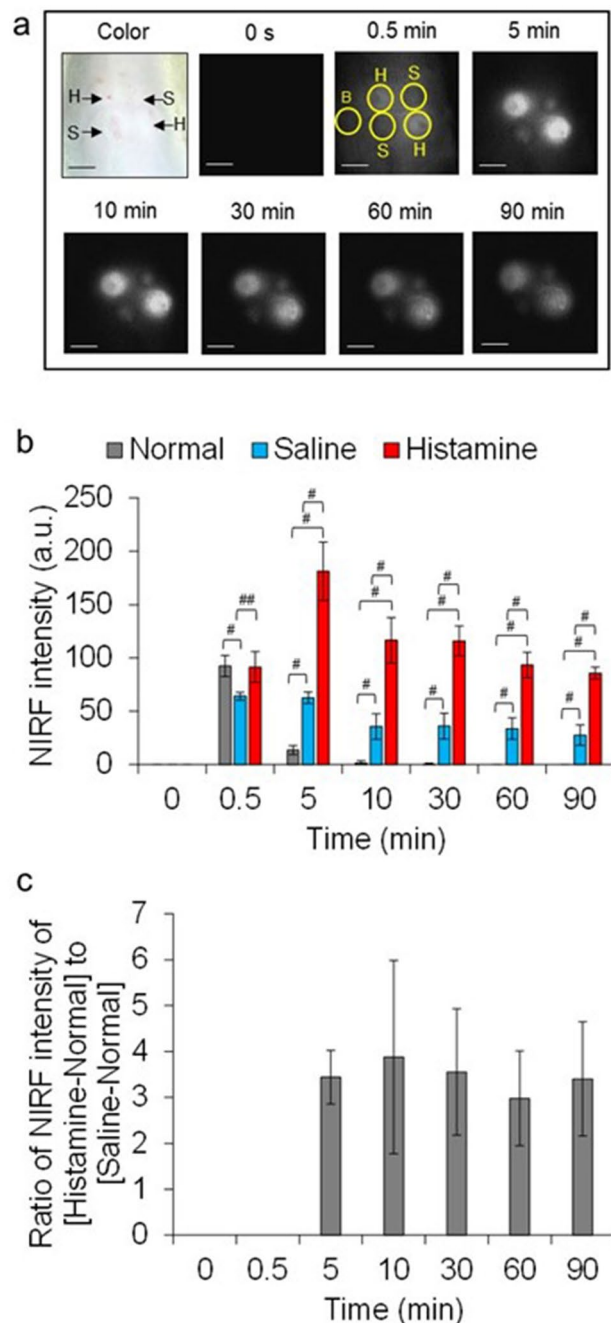 a
Color
0 s
0.5 min
5 min
H
S
S
H
B
H
S
S
H
10 min
30 min
60 min
90 min
b
Normal
Saline
Histamine
NIRF intensity (a.u.)
250
200
150
100
50
0
# ##
# # #
# # #
# # #
# # #
# # #
0 0.5 5 10 30 60 90
Time (min)
c
Ratio of NIRF intensity of
[Histamine-Normal] to
[Saline-Normal]
7
6
5
4
3
2
1
0
0 0.5 5 10 30 60 90
Time (min)